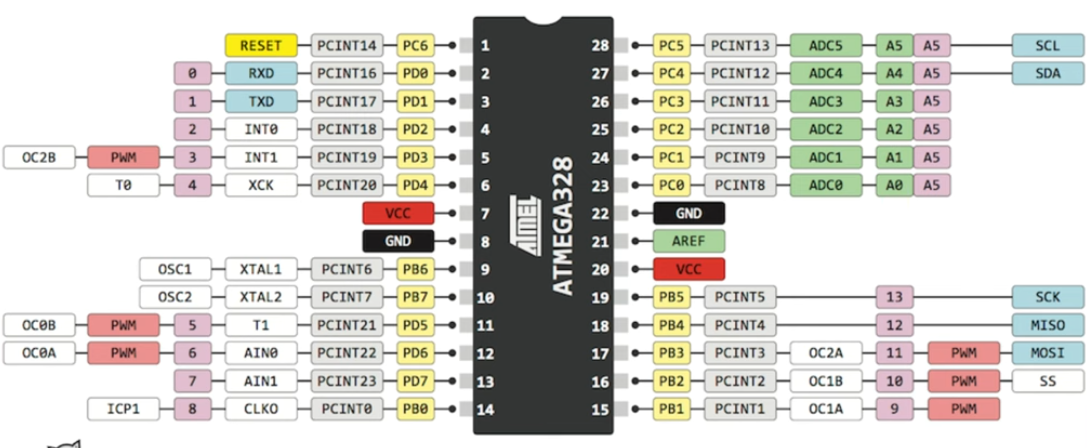 RESET PCINT14 PC6 1 28 PC5 PCINT13 ADC5 A5 A5 SCL
0 RXD PCINT16 PD0 2 27 PC4 PCINT12 ADC4 A4 A5 SDA
1 TXD PCINT17 PD1 3 26 PC3 PCINT11 ADC3 A3 A5
2 INT0 PCINT18 PD2 4 25 PC2 PCINT10 ADC2 A2 A5
OC2B PWM 3 INT1 PCINT19 PD3 5 24 PC1 PCINT9 ADC1 A1 A5
T0 4 XCK PCINT20 PD4 6 23 PC0 PCINT8 ADC0 A0 A5
VCC 7 22 GND
GND 8 21 AREF
OSC1 XTAL1 PCINT6 PB6 9 20 VCC
OSC2 XTAL2 PCINT7 PB7 10 19 PB5 PCINT5 13 SCK
OC0B PWM 5 T1 PCINT21 PD5 11 18 PB4 PCINT4 12 MISO
OC0A PWM 6 AIN0 PCINT22 PD6 12 17 PB3 PCINT3 OC2A 11 PWM MOSI
7 AIN1 PCINT23 PD7 13 16 PB2 PCINT2 OC1B 10 PWM SS
ICP1 8 CLKO PCINT0 PB0 14 15 PB1 PCINT1 OC1A 9 PWM
ATMEL
ATMEGA328